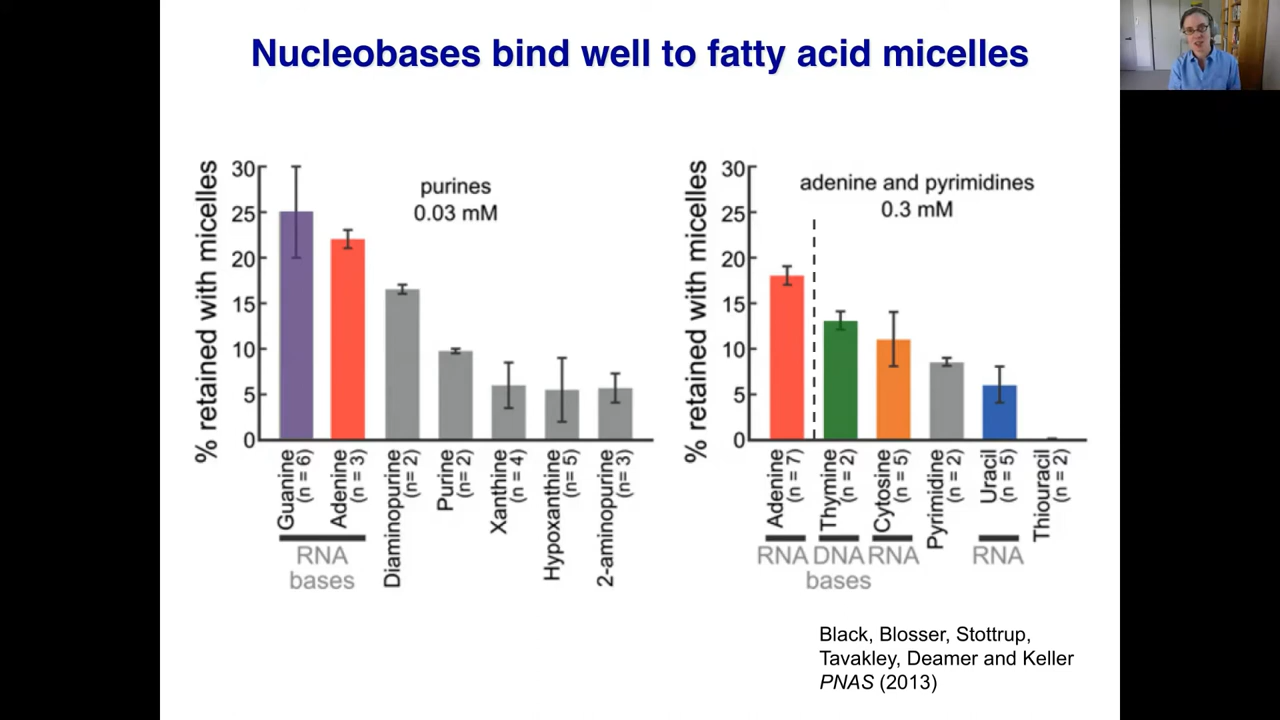 Nucleobases bind well to fatty acid micelles
% retained with micelles
30
25
20
15
10
5
0
purines
0.03 mM
Guanine
(n = 6)
Adenine
(n = 3)
Diaminopurine
(n= 2)
Purine
(n= 2)
Xanthine
(n = 4)
Hypoxanthine
(n= 5)
2-aminopurine
(n= 3)
RNA
bases
% retained with micelles
30
25
20
15
10
5
0
adenine and pyrimidines
0.3 mM
Adenine
(n = 7)
Thymine
(n = 2)
Cytosine
(n = 5)
Pyrimidine
(n = 2)
Uracil
(n = 5)
Thiouracil
(n = 2)
RNA DNA RNA RNA
bases
Black, Blosser, Stottrup,
Tavakley, Deamer and Keller
PNAS (2013)